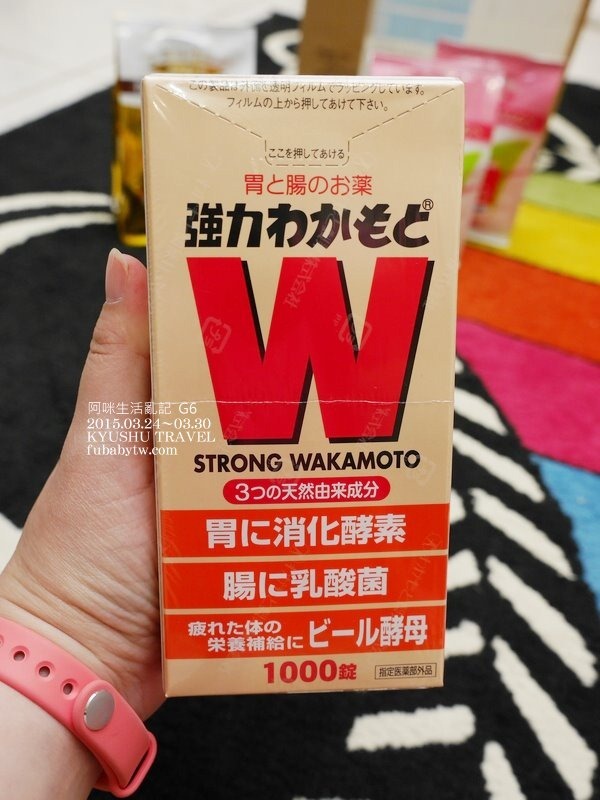 この製品は外側を透明フィルムでラッピングしています。
フィルムの上から押してあけて下さい。
ここを押してあける
胃と腸のお薬
強力わかもと®
W
STRONG WAKAMOTO
3つの天然由来成分
胃に消化酵素
腸に乳酸菌
疲れた体の
栄養補給に ビール酵母
1000錠
指定医薬部外品
阿咪生活亂記 G6
2015.03.24~03.30
KYUSHU TRAVEL
fubabytw.com